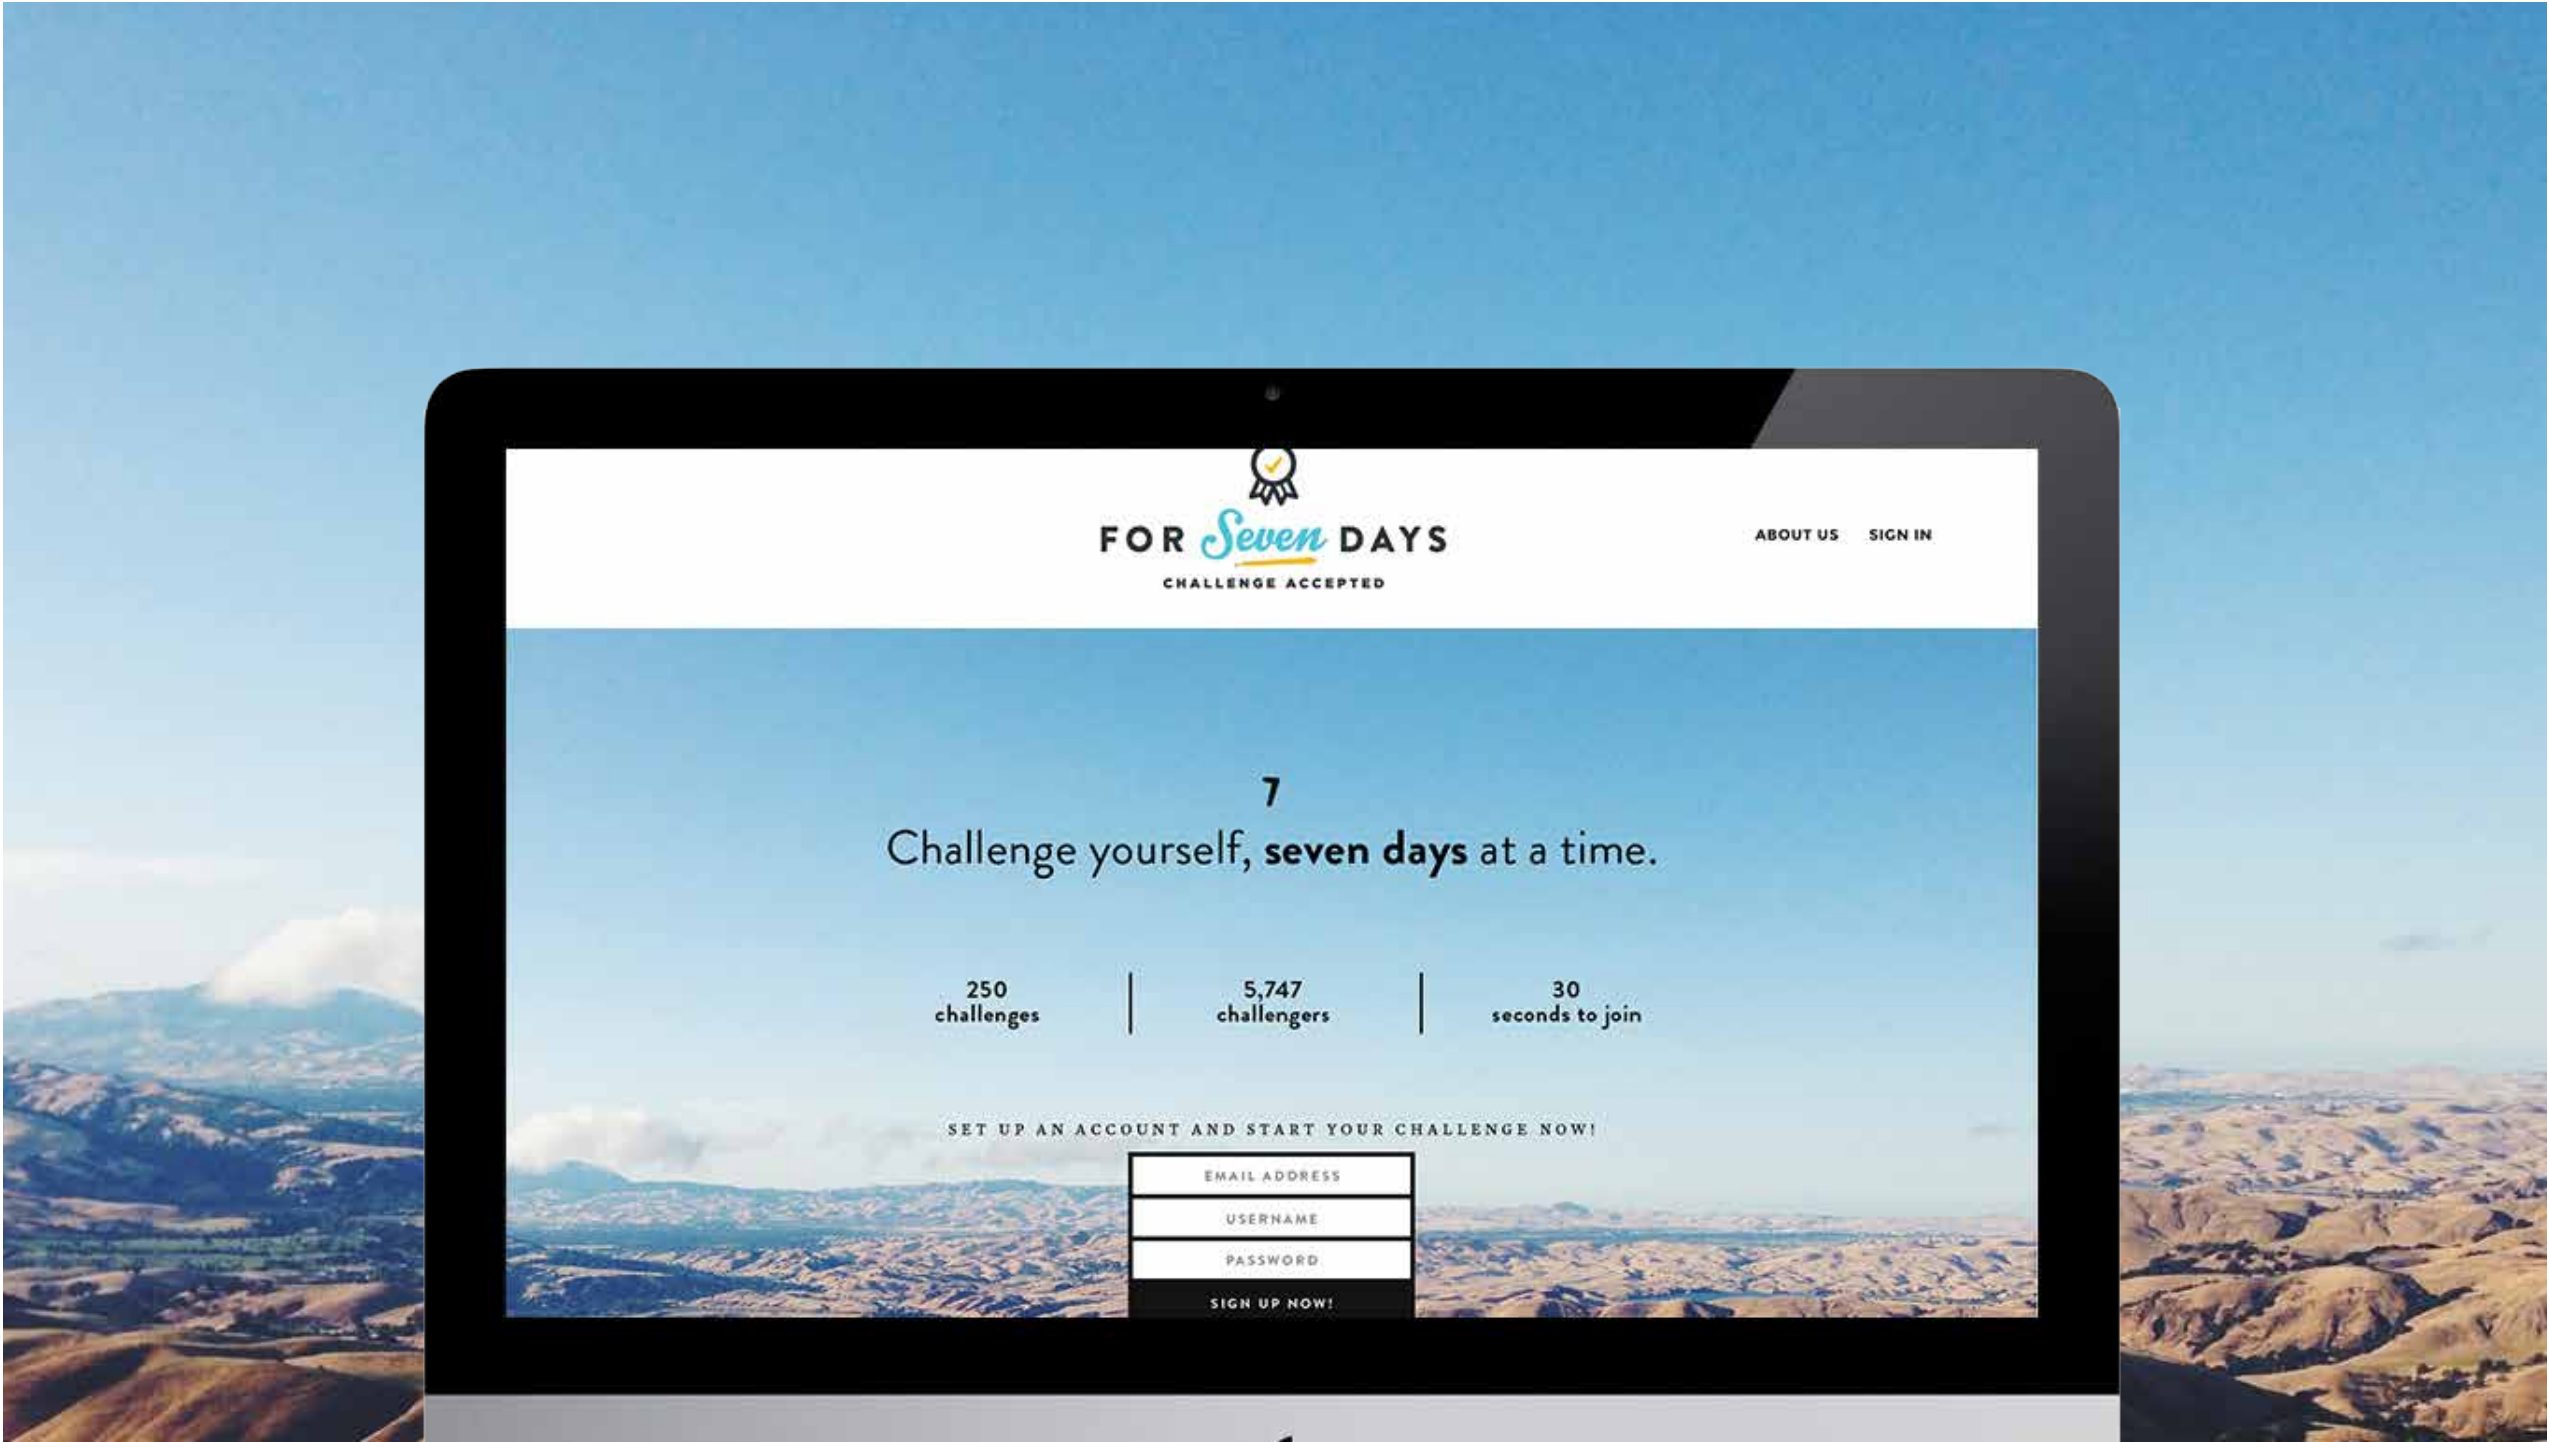 FOR Seven DAYS
CHALLENGE ACCEPTED
ABOUT US SIGN IN
7
Challenge yourself, seven days at a time.
250
challenges
5,747
challengers
30
seconds to join
SET UP AN ACCOUNT AND START YOUR CHALLENGE NOW!
EMAIL ADDRESS
USERNAME
PASSWORD
SIGN UP NOW!